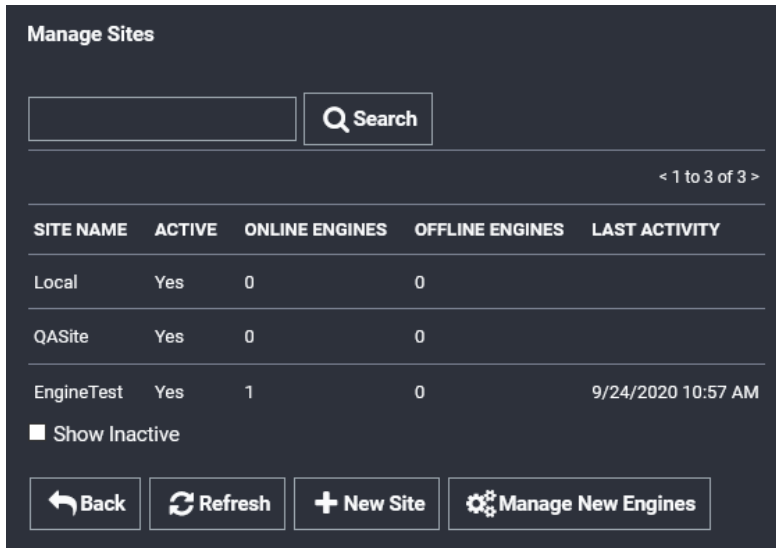 Manage Sites
Search
< 1 to 3 of 3 >
SITE NAME ACTIVE ONLINE ENGINES OFFLINE ENGINES LAST ACTIVITY
Local Yes 0 0
QASite Yes 0 0
EngineTest Yes 1 0 9/24/2020 10:57 AM
Show Inactive
Back Refresh New Site Manage New Engines